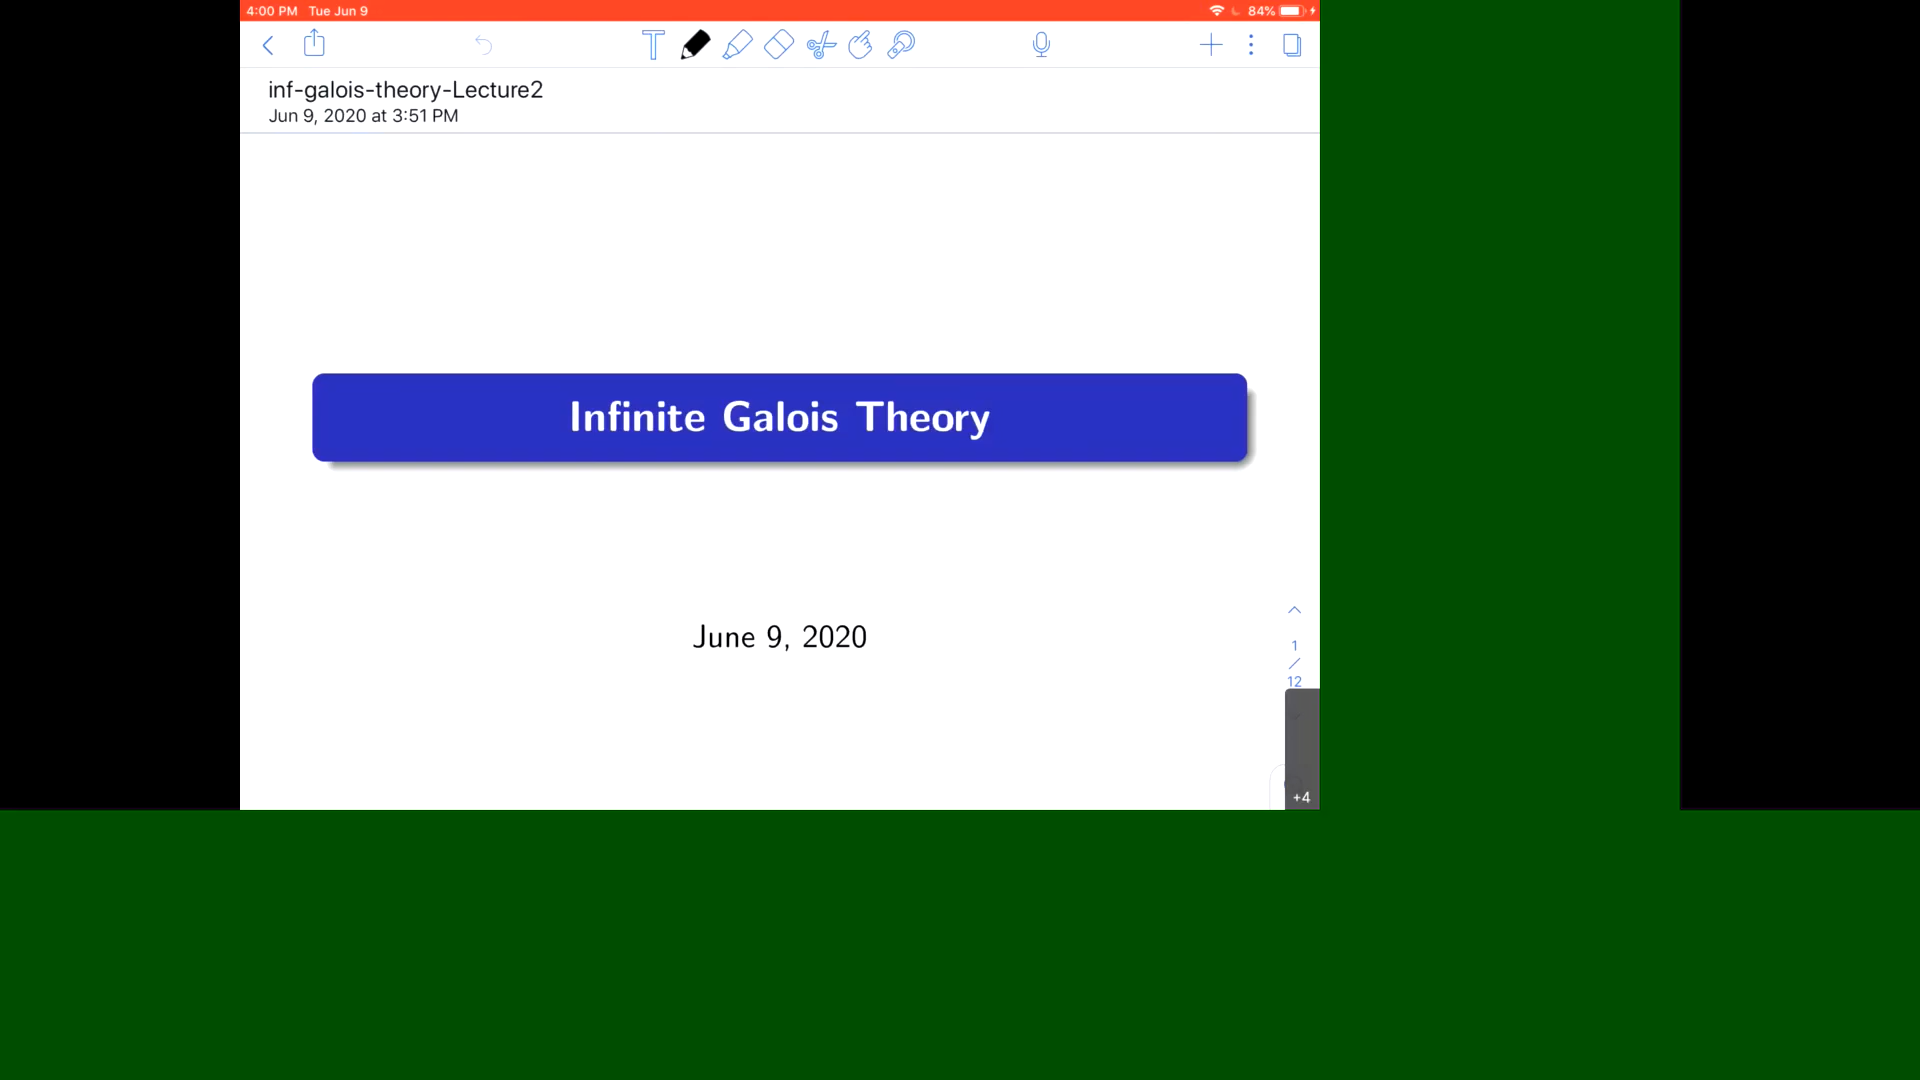 4:00 PM Tue Jun 9 84%
inf-galois-theory-Lecture2
Jun 9, 2020 at 3:51 PM
Infinite Galois Theory
June 9, 2020
1
/
12
+4